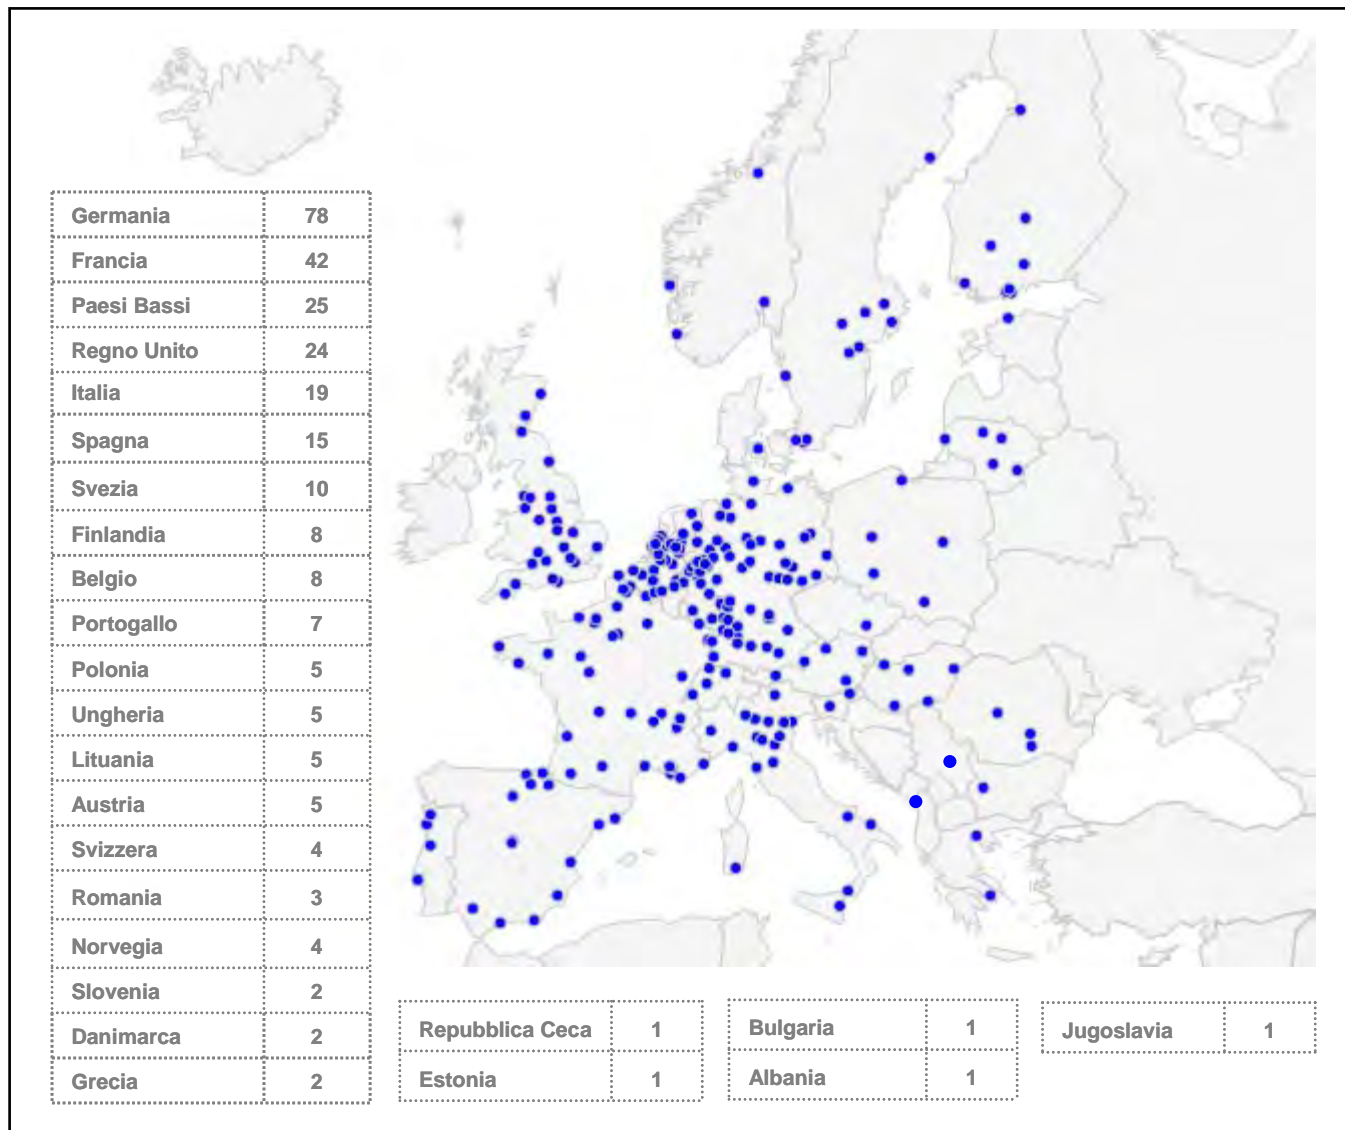 Germania 78
Francia 42
Paesi Bassi 25
Regno Unito 24
Italia 19
Spagna 15
Svezia 10
Finlandia 8
Belgio 8
Portogallo 7
Polonia 5
Ungheria 5
Lituania 5
Austria 5
Svizzera 4
Romania 3
Norvegia 4
Slovenia 2
Danimarca 2
Grecia 2
Repubblica Ceca 1
Estonia 1
Bulgaria 1
Albania 1
Jugoslavia 1